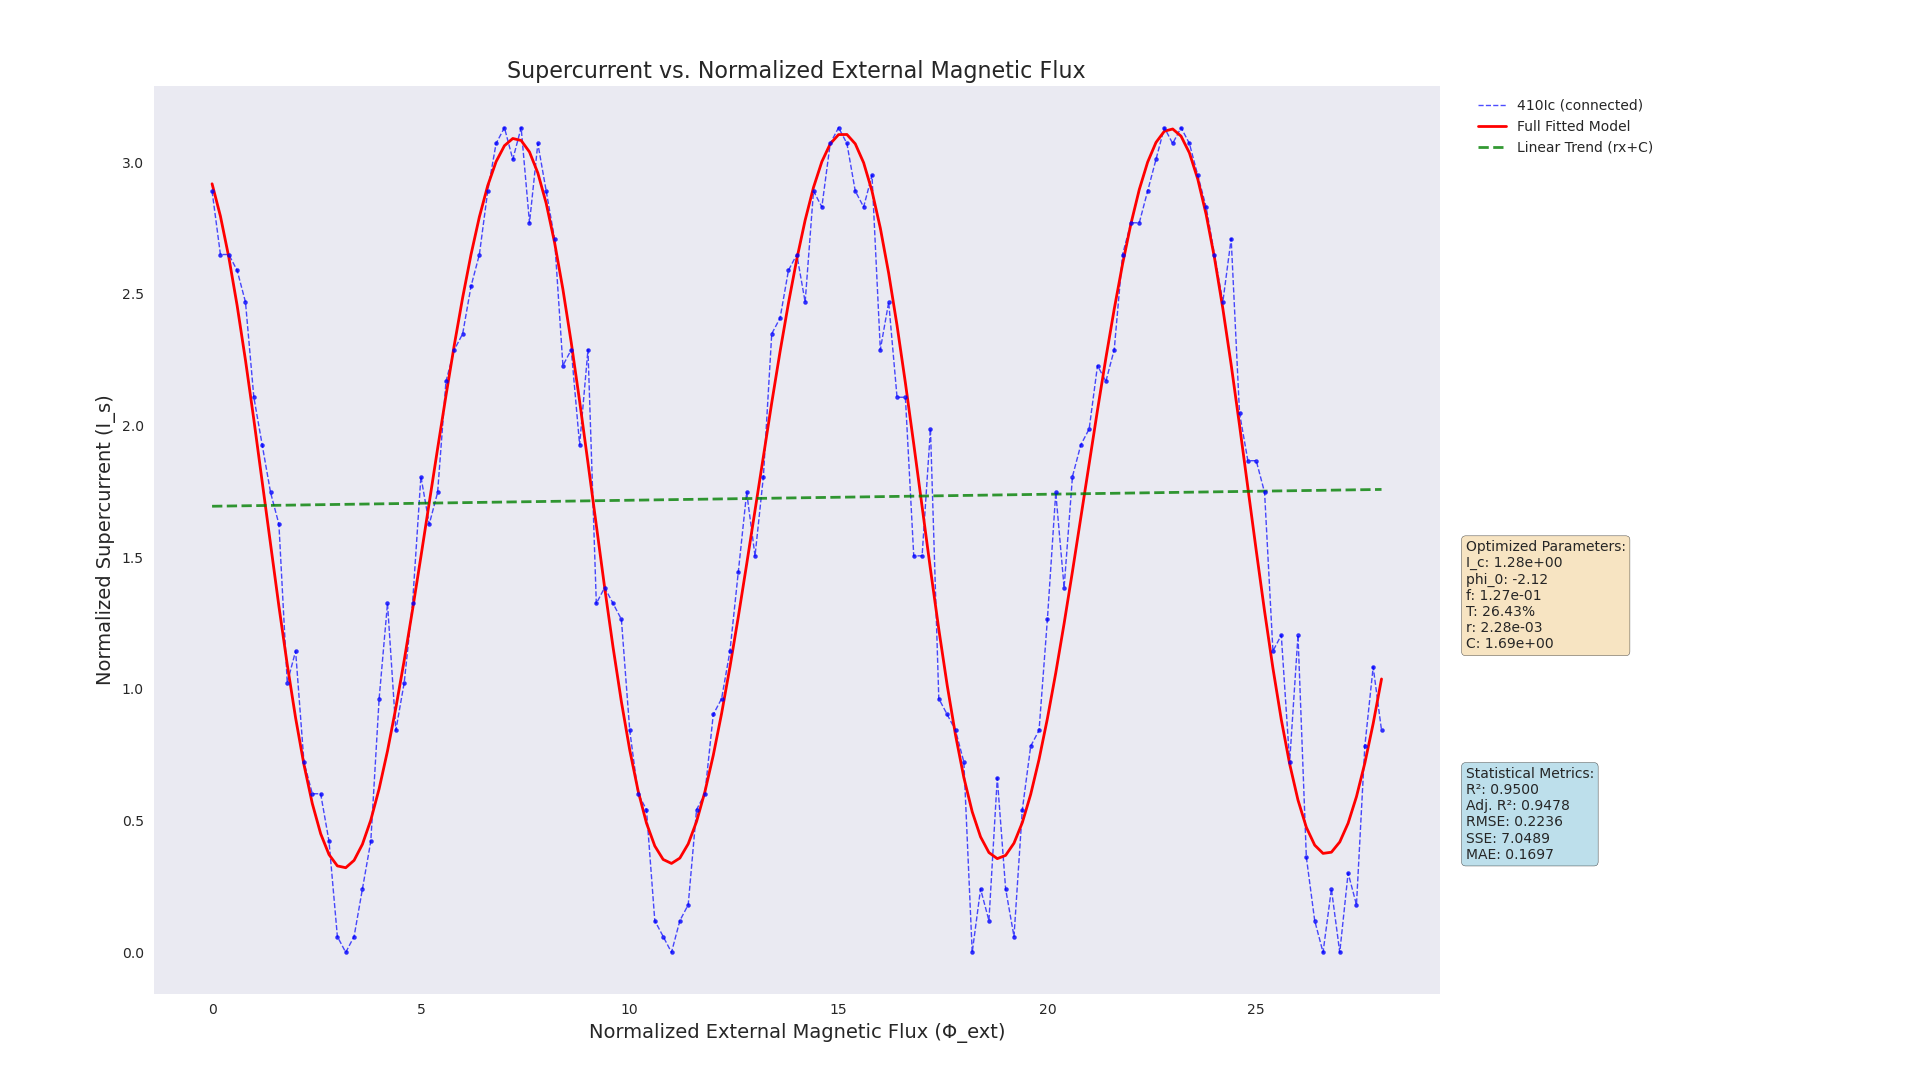 Supercurrent vs. Normalized External Magnetic Flux
410Ic (connected)
Full Fitted Model
Linear Trend (rx+C)
Normalized Supercurrent (I_s)
3.0
2.5
2.0
1.5
1.0
0.5
0.0
0 5 10 15 20 25
Normalized External Magnetic Flux (Φ_ext)
Optimized Parameters:
I_c: 1.28e+00
phi_0: -2.12
f: 1.27e-01
T: 26.43%
r: 2.28e-03
C: 1.69e+00
Statistical Metrics:
R²: 0.9500
Adj. R²: 0.9478
RMSE: 0.2236
SSE: 7.0489
MAE: 0.1697